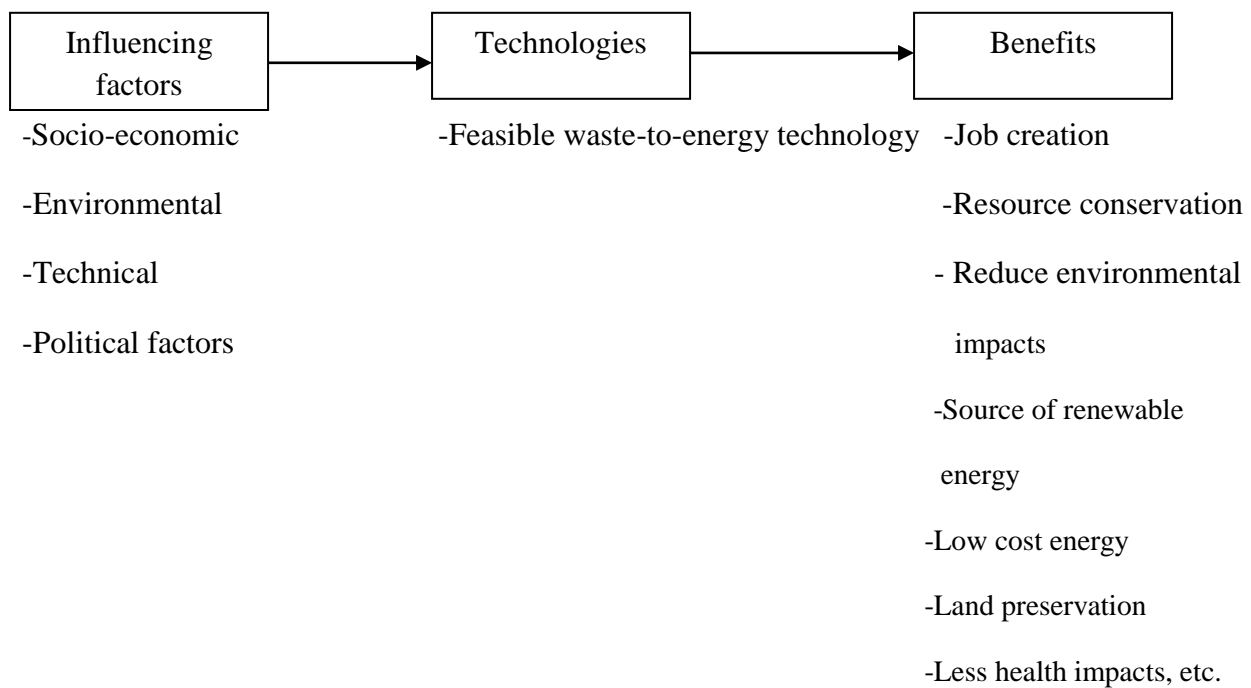 Influencing
factors
Technologies
Benefits
-Socio-economic
-Environmental
-Technical
-Political factors
-Feasible waste-to-energy technology
-Job creation
-Resource conservation
- Reduce environmental
impacts
-Source of renewable
energy
-Low cost energy
-Land preservation
-Less health impacts, etc.